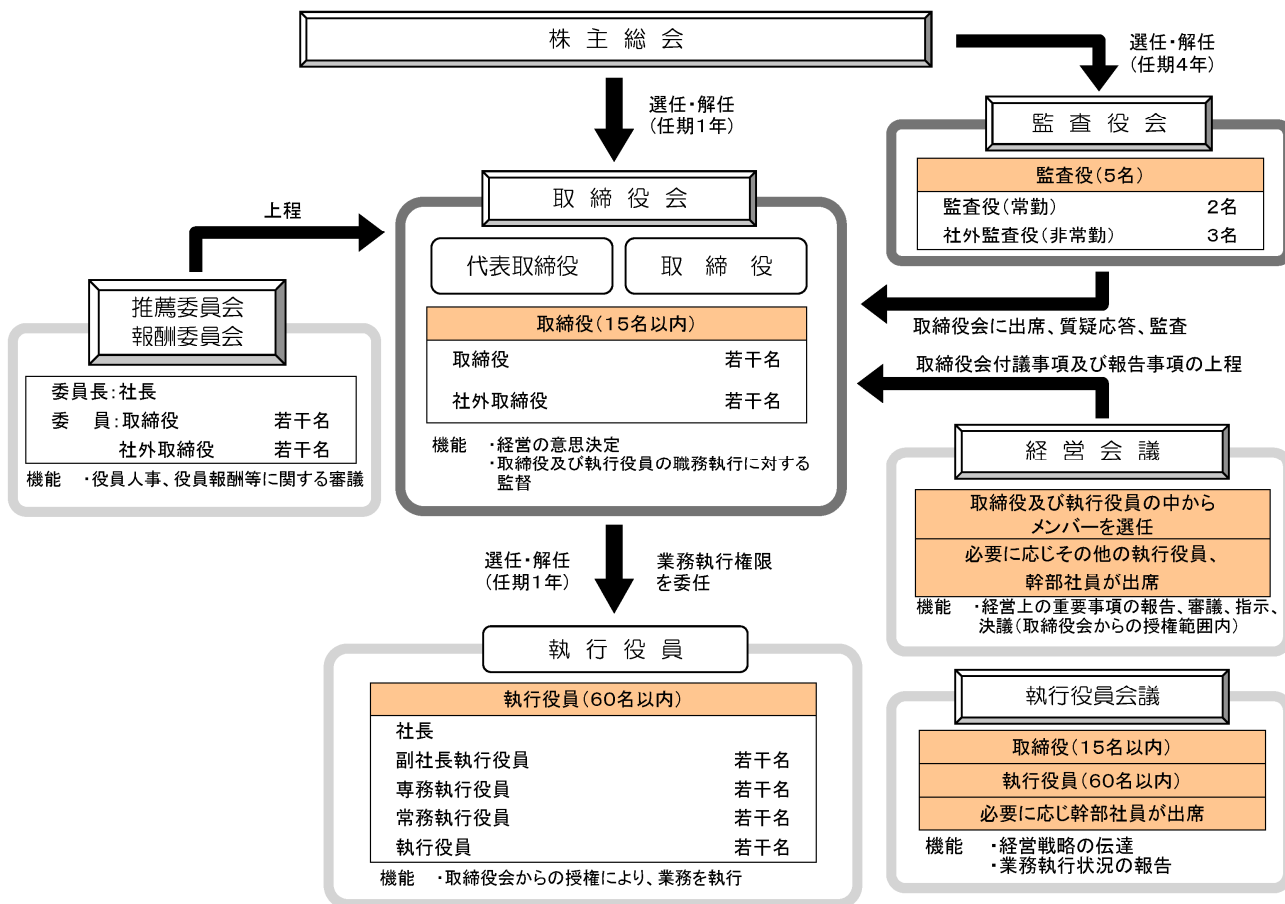 株主総会
選任・解任
(任期4年)
選任・解任
(任期1年)
監査役会
監査役(5名)
監査役(常勤) 2名
社外監査役(非常勤) 3名
取締役会
代表取締役 取締役
取締役(15名以内)
取締役 若干名
社外取締役 若干名
機能 ・経営の意思決定
・取締役及び執行役員の職務執行に対する
監督
上程
推薦委員会
報酬委員会
委員長:社長
委 員:取締役 若干名
社外取締役 若干名
機能 ・役員人事、役員報酬等に関する審議
取締役会に出席、質疑応答、監査
取締役会付議事項及び報告事項の上程
経営会議
取締役及び執行役員の中から
メンバーを選任
必要に応じその他の執行役員、
幹部社員が出席
機能 ・経営上の重要事項の報告、審議、指示、
決議(取締役会からの授権範囲内)
選任・解任
(任期1年)
業務執行権限
を委任
執行役員
執行役員(60名以内)
社長
副社長執行役員 若干名
専務執行役員 若干名
常務執行役員 若干名
執行役員 若干名
機能 ・取締役会からの授権により、業務を執行
執行役員会議
取締役(15名以内)
執行役員(60名以内)
必要に応じ幹部社員が出席
機能 ・経営戦略の伝達
・業務執行状況の報告